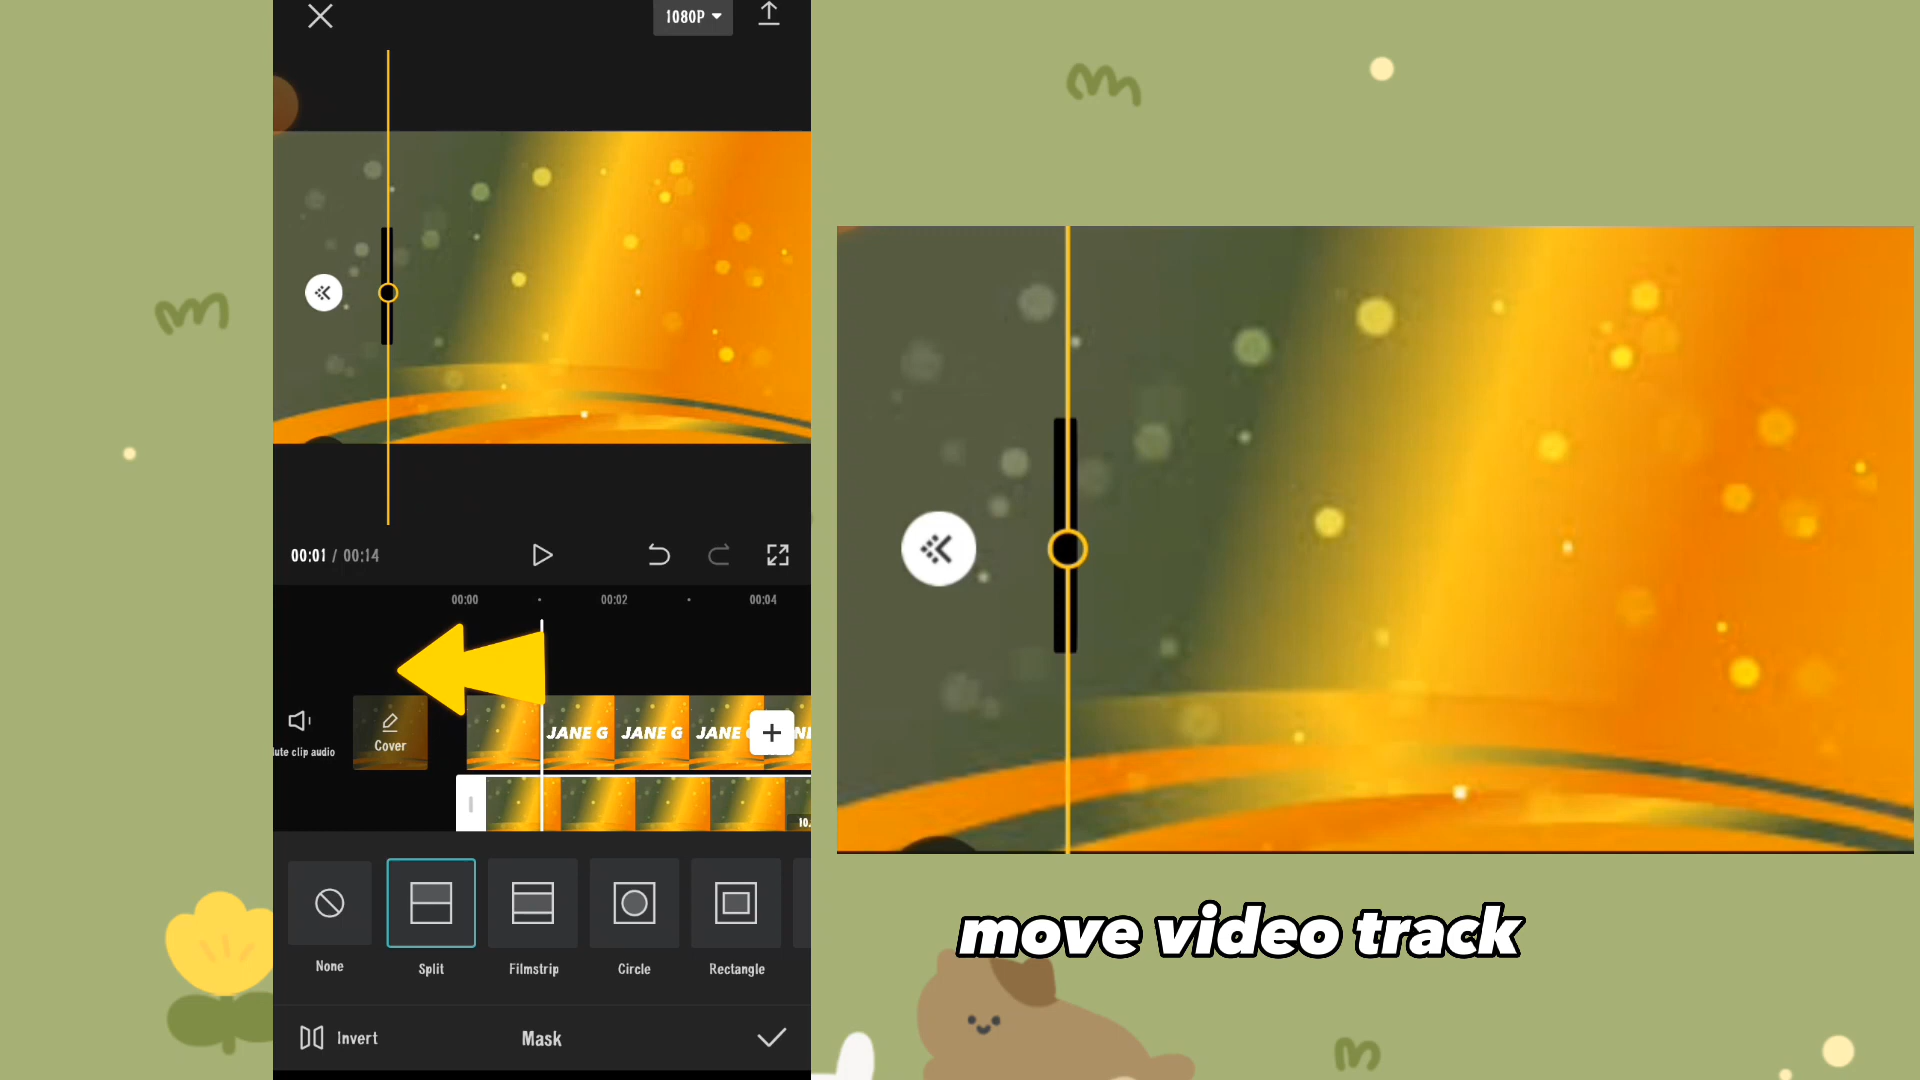 1080P
00:01 / 00:14
00:00
00:02
00:04
ute clip audio
Cover
JANE G
JANE G
JANE
10.
None
Split
Filmstrip
Circle
Rectangle
Invert
Mask
move video track